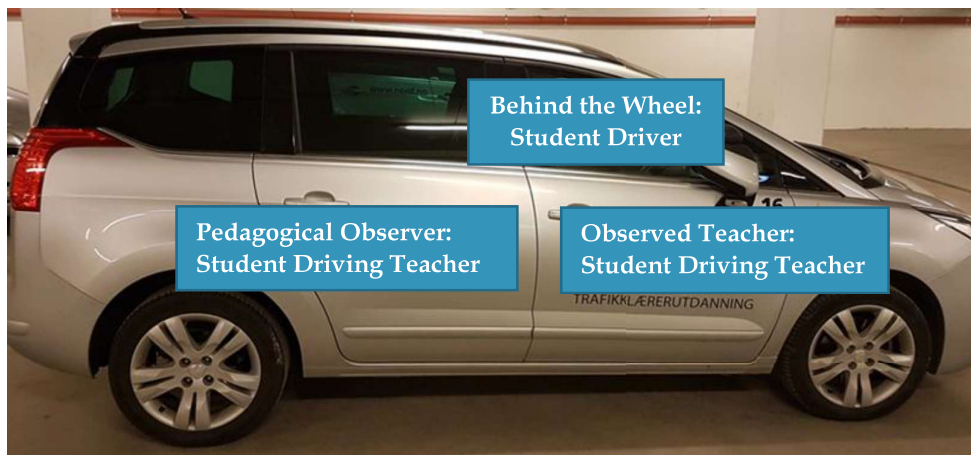 Behind the Wheel:
Student Driver
16
Pedagogical Observer:
Student Driving Teacher
Observed Teacher:
Student Driving Teacher
TRAFIKKLÆRERUTDANNING